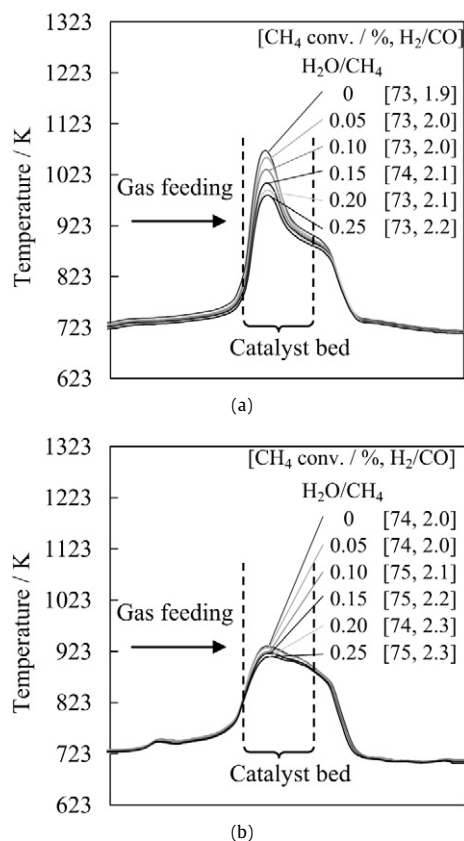 1323
[CH₄ conv. / %, H₂/CO]
H₂O/CH₄
1223
0 [73, 1.9]
1123
0.05 [73, 2.0]
0.10 [73, 2.0]
1023
0.15 [74, 2.1]
Gas feeding
0.20 [73, 2.1]
923
0.25 [73, 2.2]
823
723
Catalyst bed
623
Temperature / K
(a)
1323
[CH₄ conv. / %, H₂/CO]
H₂O/CH₄
1223
0 [74, 2.0]
0.05 [74, 2.0]
1123
0.10 [75, 2.1]
1023
0.15 [75, 2.2]
Gas feeding
0.20 [74, 2.3]
923
0.25 [75, 2.3]
823
723
Catalyst bed
623
Temperature / K
(b)